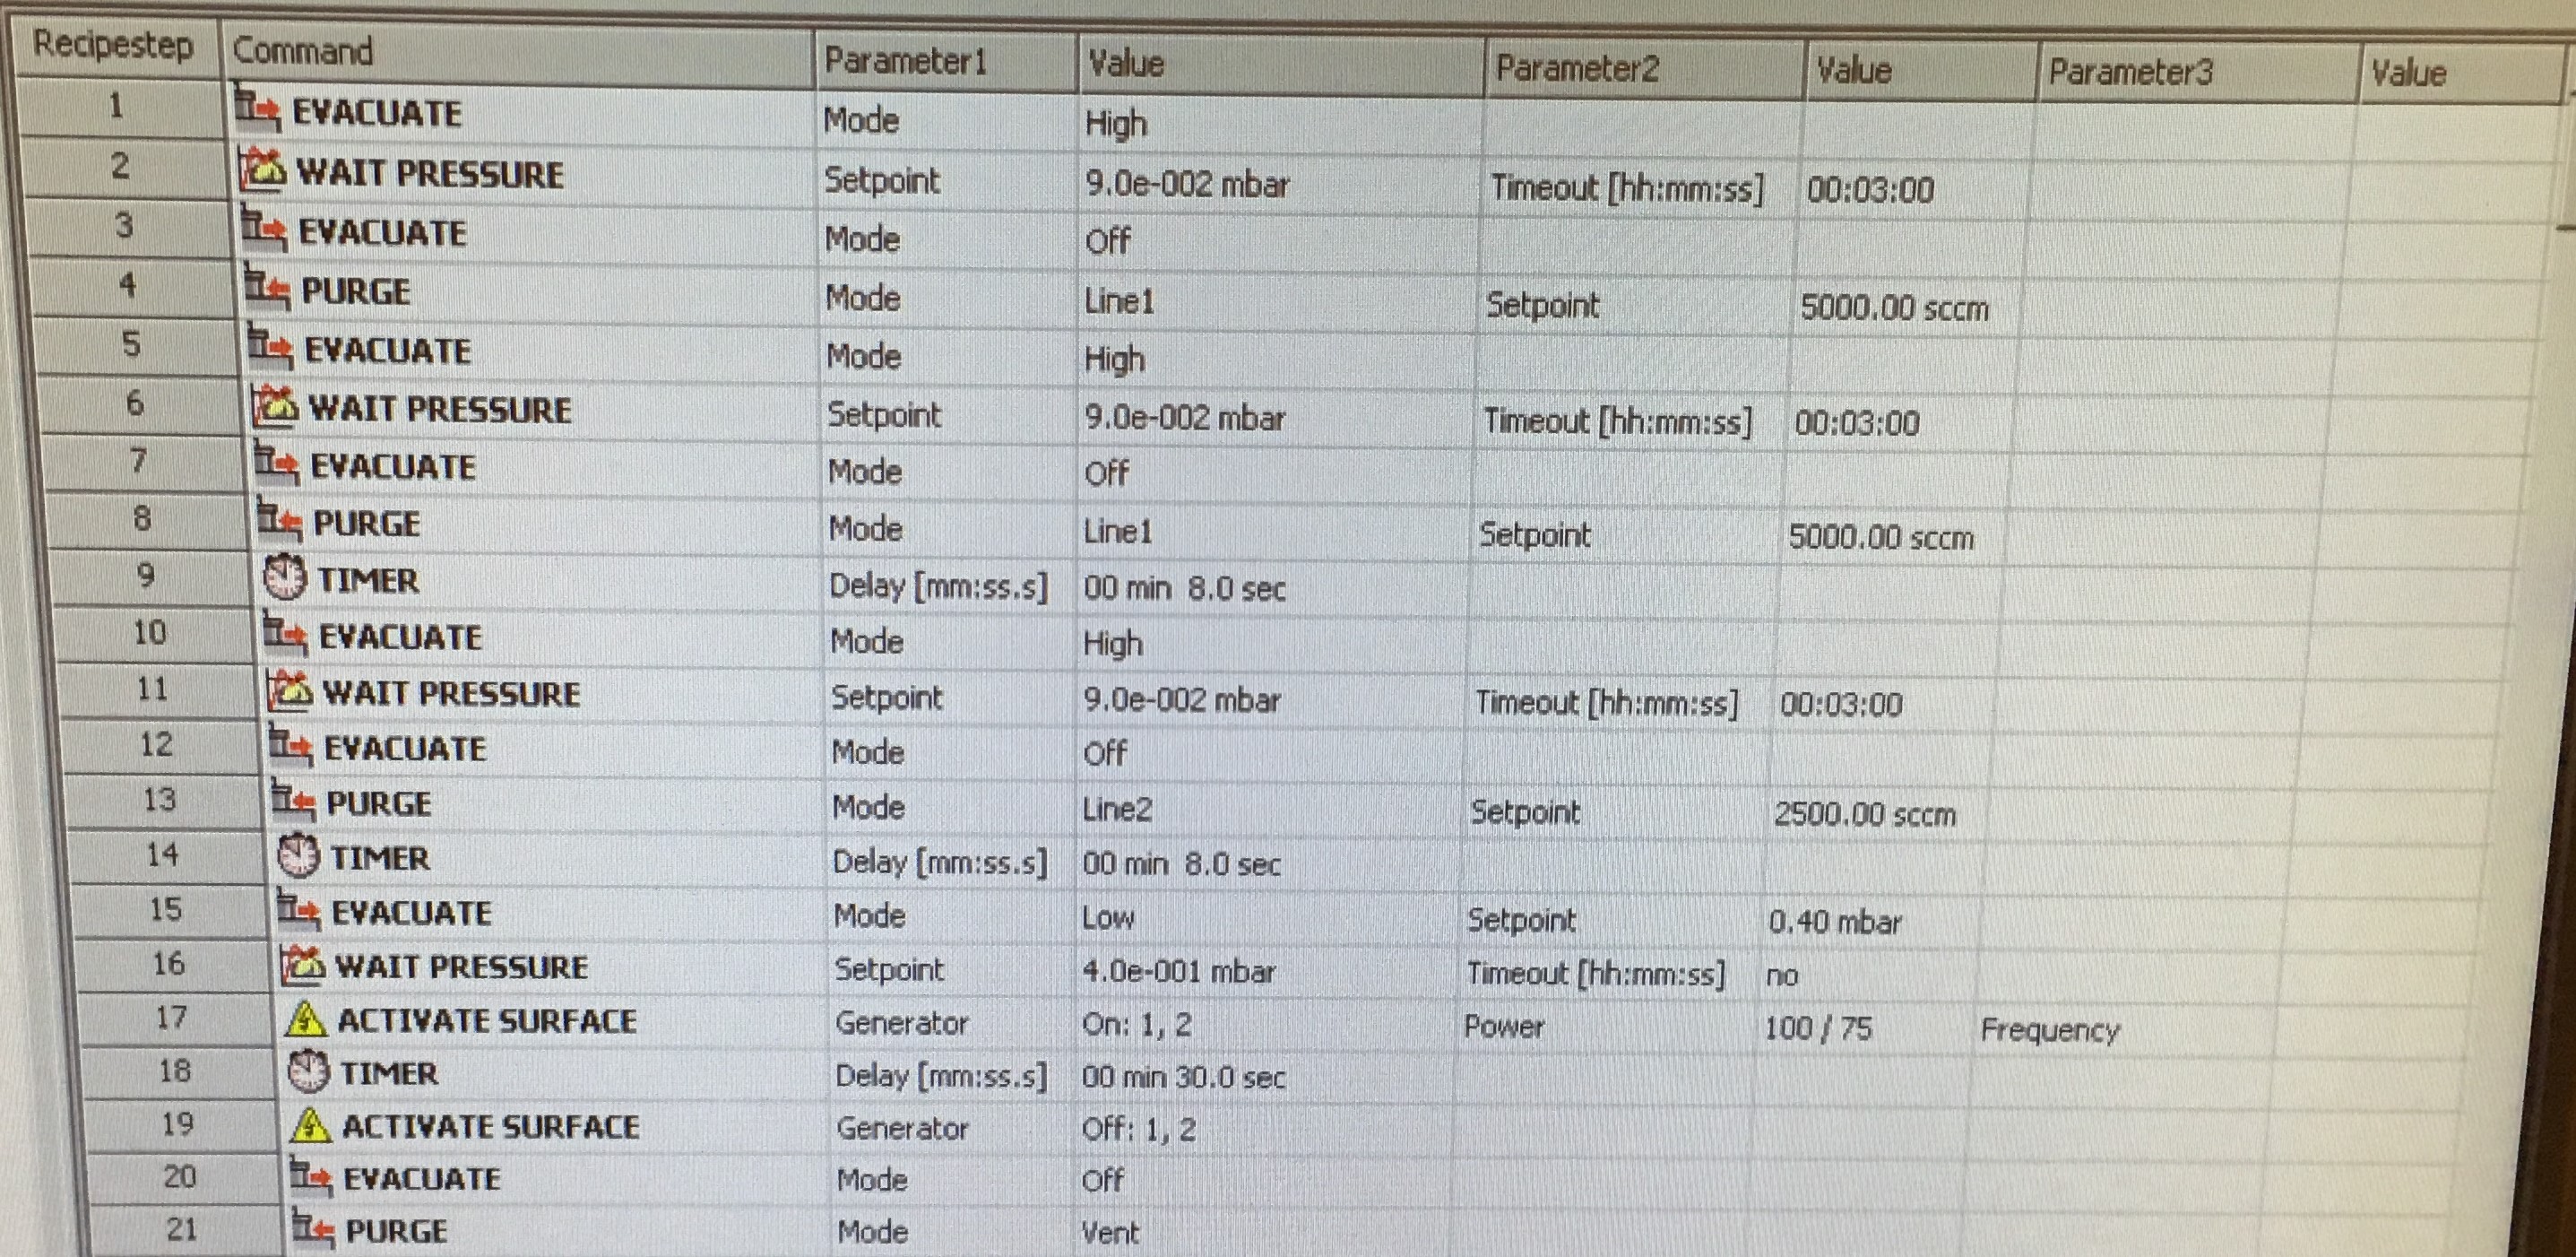 Recipestep Command Parameter1 Value Parameter2 Value Parameter3 Value
1 EVACUATE Mode High
2 WAIT PRESSURE Setpoint 9.0e-002 mbar Timeout [hh:mm:ss] 00:03:00
3 EVACUATE Mode Off
4 PURGE Mode Line1 Setpoint 5000.00 sccm
5 EVACUATE Mode High
6 WAIT PRESSURE Setpoint 9.0e-002 mbar Timeout [hh:mm:ss] 00:03:00
7 EVACUATE Mode Off
8 PURGE Mode Line1 Setpoint 5000.00 sccm
9 TIMER Delay [mm:ss.s] 00 min 8.0 sec
10 EVACUATE Mode High
11 WAIT PRESSURE Setpoint 9.0e-002 mbar Timeout [hh:mm:ss] 00:03:00
12 EVACUATE Mode Off
13 PURGE Mode Line2 Setpoint 2500.00 sccm
14 TIMER Delay [mm:ss.s] 00 min 8.0 sec
15 EVACUATE Mode Low Setpoint 0.40 mbar
16 WAIT PRESSURE Setpoint 4.0e-001 mbar Timeout [hh:mm:ss] no
17 ACTIVATE SURFACE Generator On: 1, 2 Power 100 / 75 Frequency
18 TIMER Delay [mm:ss.s] 00 min 30.0 sec
19 ACTIVATE SURFACE Generator Off: 1, 2
20 EVACUATE Mode Off
21 PURGE Mode Vent